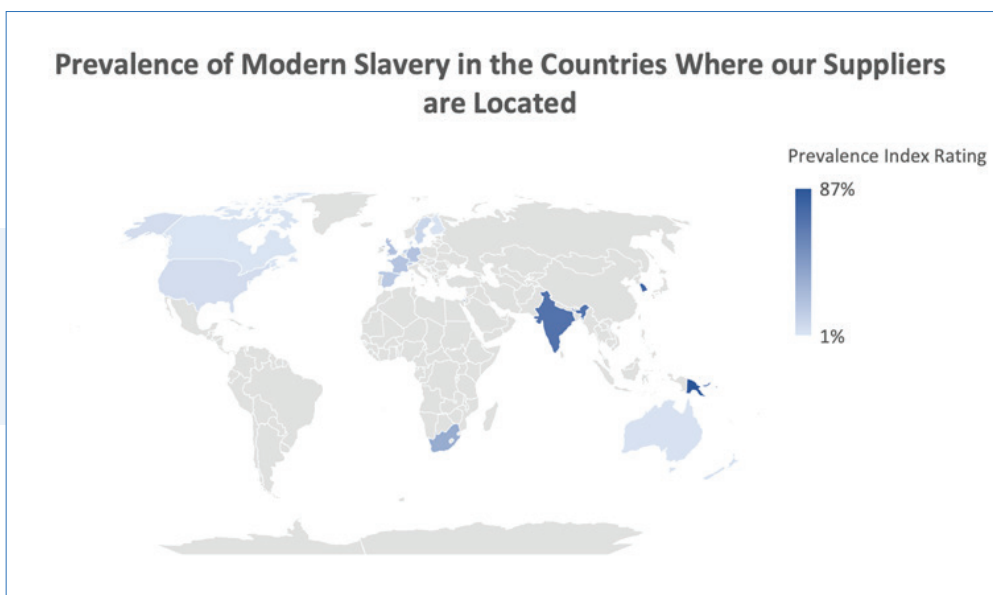 Prevalence of Modern Slavery in the Countries Where our Suppliers
are Located
Prevalence Index Rating
87%
1%